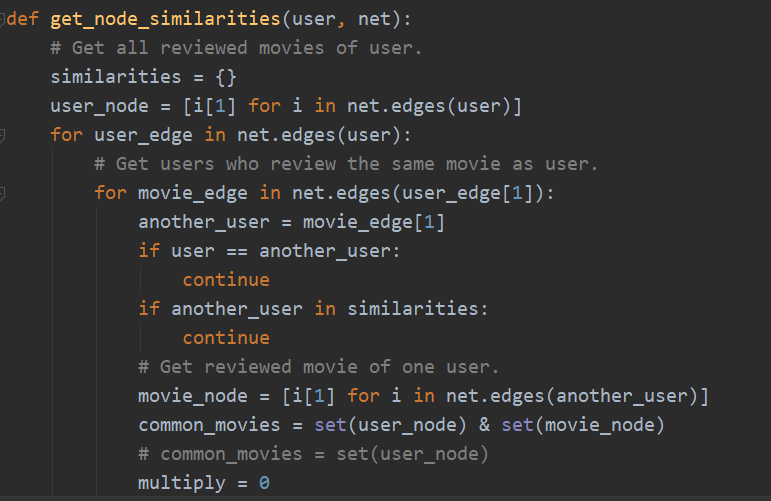 def get_node_similarities(user, net):
    # Get all reviewed movies of user.
    similarities = {}
    user_node = [i[1] for i in net.edges(user)]
    for user_edge in net.edges(user):
        # Get users who review the same movie as user.
        for movie_edge in net.edges(user_edge[1]):
            another_user = movie_edge[1]
            if user == another_user:
                continue
            if another_user in similarities:
                continue
            # Get reviewed movie of one user.
            movie_node = [i[1] for i in net.edges(another_user)]
            common_movies = set(user_node) & set(movie_node)
            # common_movies = set(user_node)
            multiply = 0